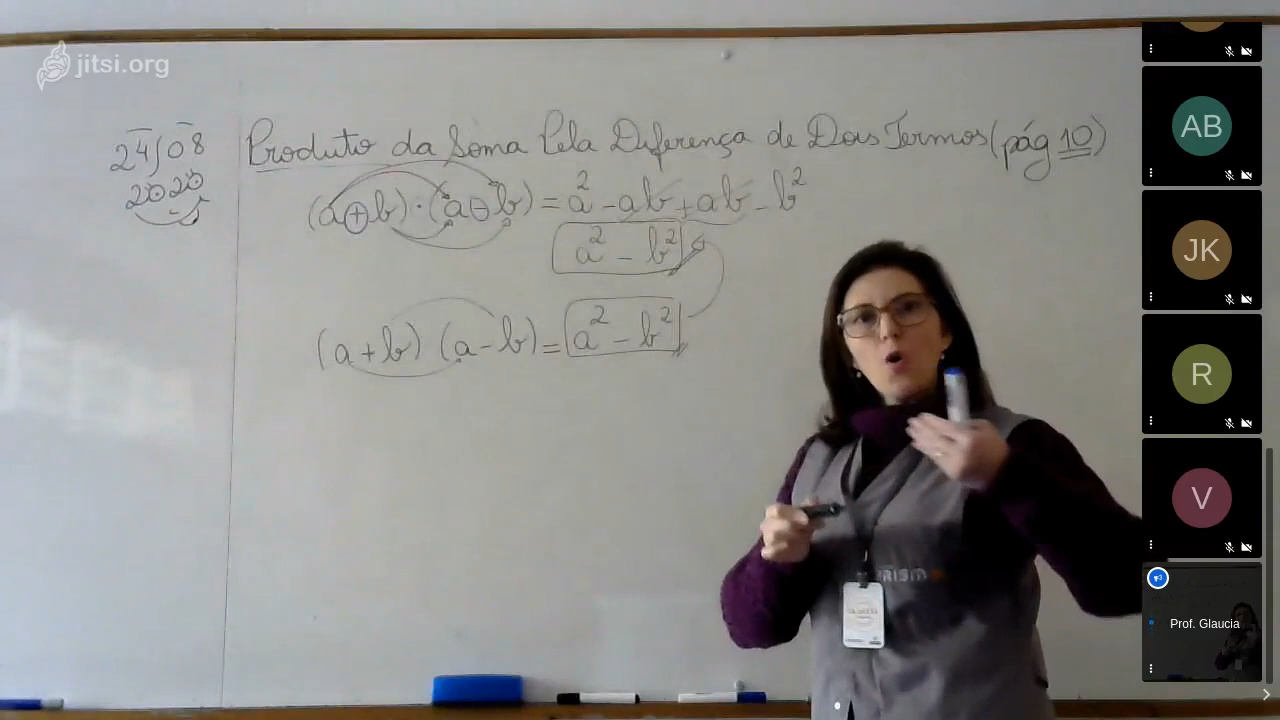 jitsi.org
24/08
2020
Produto da Soma Pela Diferença de Dois Termos (pág 10)
(a+b)·(a-b) = a² - ab + ab - b²
a² - b²
(a+b) (a-b) = a² - b²
AB
JK
R
V
Prof. Glaucia